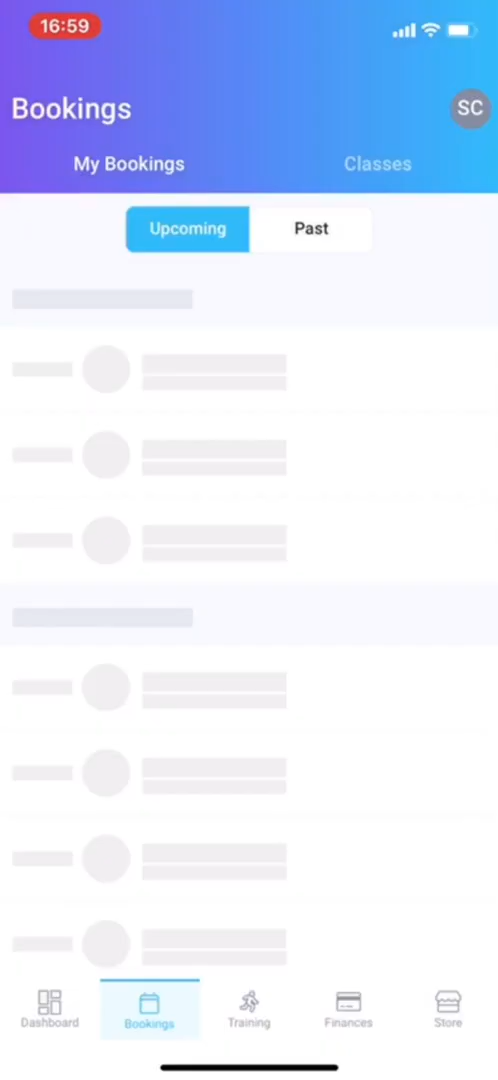 16:59
Bookings
SC
My Bookings Classes
Upcoming Past
Dashboard Bookings Training Finances Store